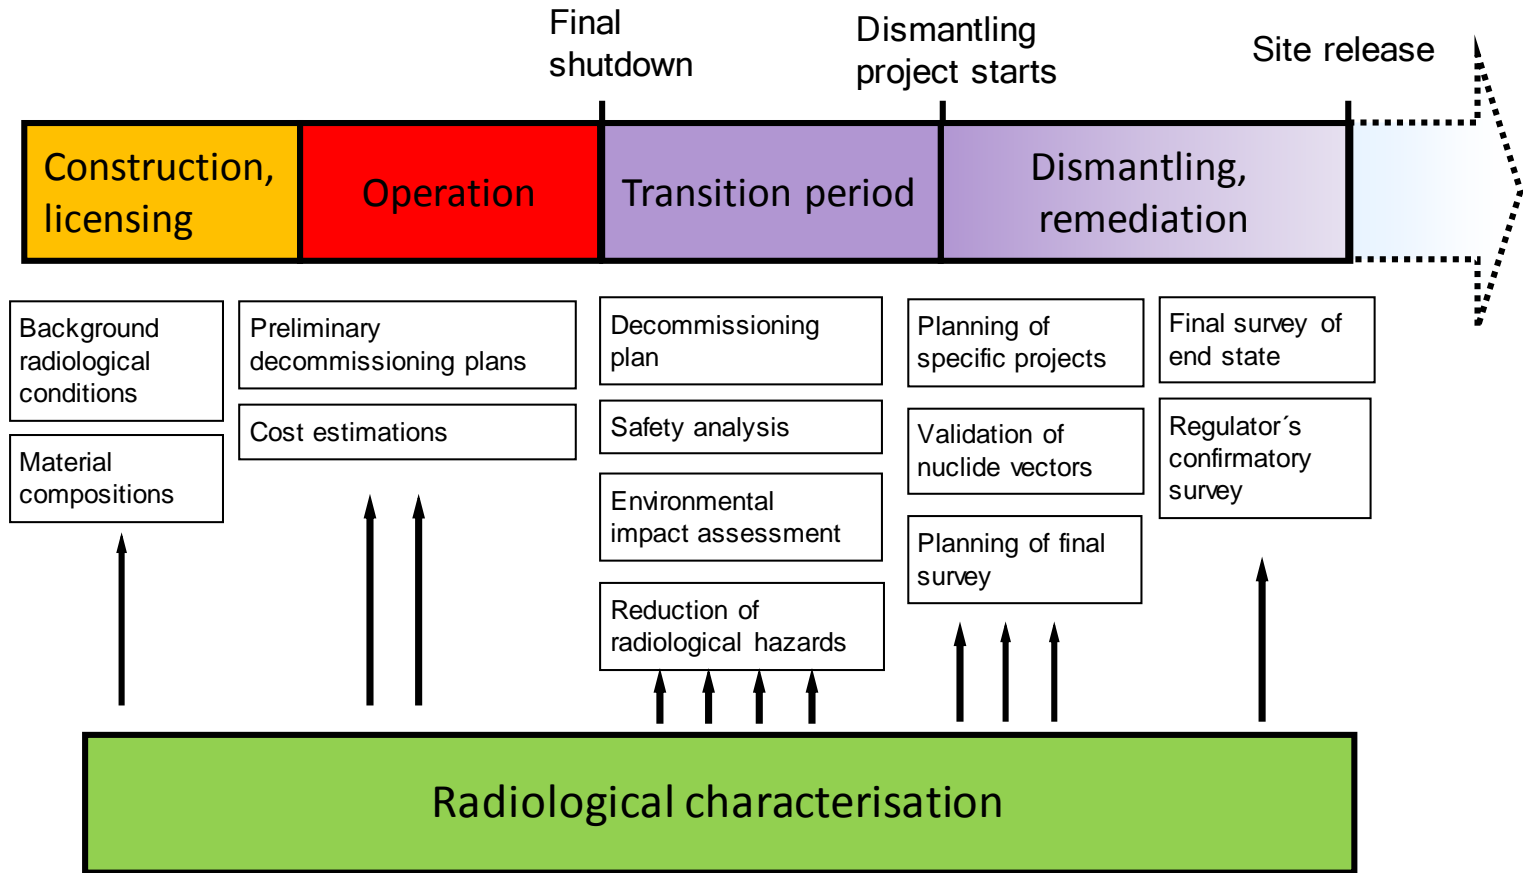 Final
shutdown
Dismantling
project starts
Site release
Construction,
licensing
Operation
Transition period
Dismantling,
remediation
Background
radiological
conditions
Material
compositions
Preliminary
decommissioning plans
Cost estimations
Decommissioning
plan
Safety analysis
Environmental
impact assessment
Reduction of
radiological hazards
Planning of
specific projects
Validation of
nuclide vectors
Planning of final
survey
Final survey of
end state
Regulator´s
confirmatory
survey
Radiological characterisation